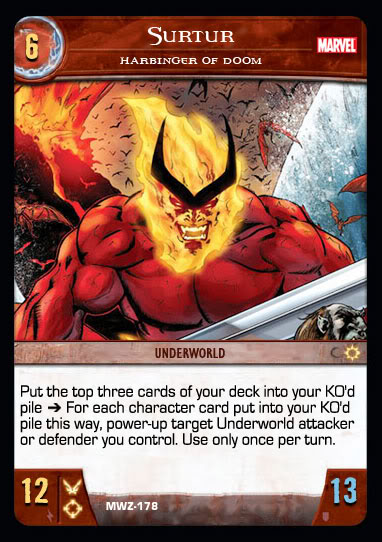 6
Surtur
Harbinger of doom
MARVEL
UNDERWORLD
C
Put the top three cards of your deck into your KO'd
pile ➔ For each character card put into your KO'd
pile this way, power-up target Underworld attacker
or defender you control. Use only once per turn.
12
MWZ-178
13